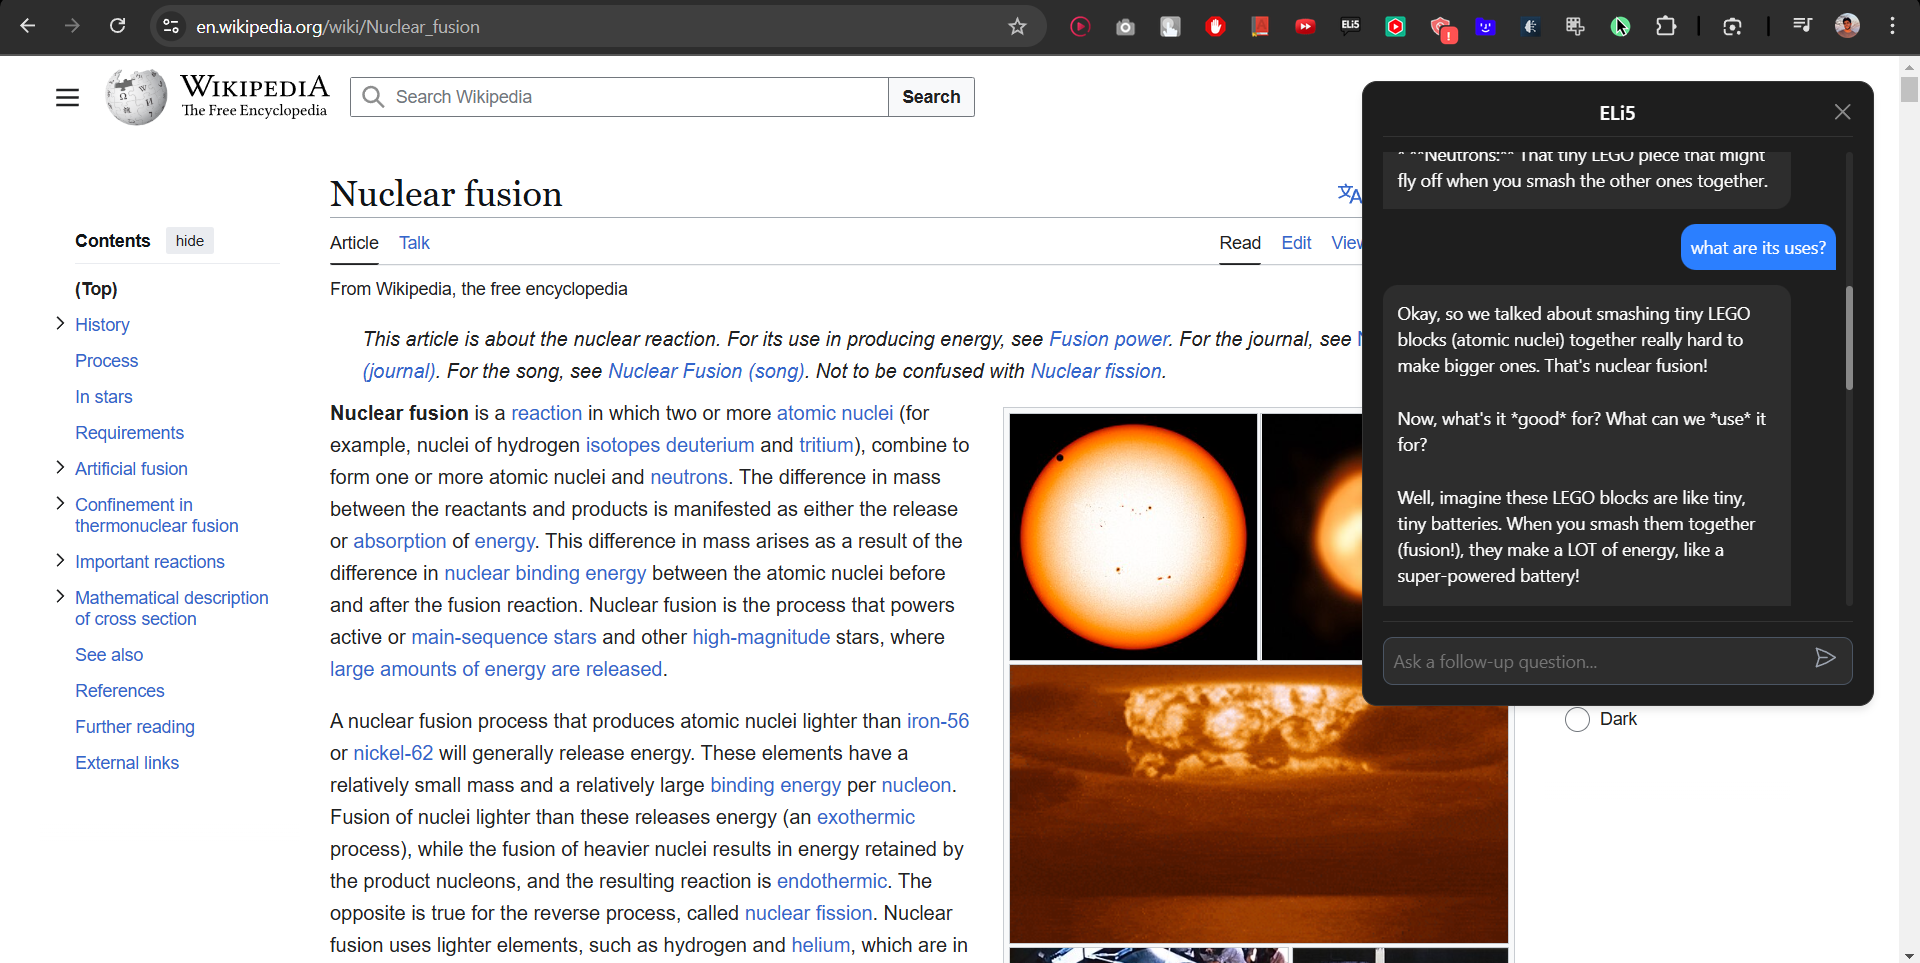 en.wikipedia.org/wiki/Nuclear_fusion
ELi5
WIKIPEDIA
The Free Encyclopedia
Search Wikipedia
Search
Nuclear fusion
Contents
hide
(Top)
History
Process
In stars
Requirements
Artificial fusion
Confinement in
thermonuclear fusion
Important reactions
Mathematical description
of cross section
See also
References
Further reading
External links
Article Talk
Read Edit View
From Wikipedia, the free encyclopedia
This article is about the nuclear reaction. For its use in producing energy, see Fusion power. For the journal, see N
(journal). For the song, see Nuclear Fusion (song). Not to be confused with Nuclear fission.
Nuclear fusion is a reaction in which two or more atomic nuclei (for
example, nuclei of hydrogen isotopes deuterium and tritium), combine to
form one or more atomic nuclei and neutrons. The difference in mass
between the reactants and products is manifested as either the release
or absorption of energy. This difference in mass arises as a result of the
difference in nuclear binding energy between the atomic nuclei before
and after the fusion reaction. Nuclear fusion is the process that powers
active or main-sequence stars and other high-magnitude stars, where
large amounts of energy are released.
A nuclear fusion process that produces atomic nuclei lighter than iron-56
or nickel-62 will generally release energy. These elements have a
relatively small mass and a relatively large binding energy per nucleon.
Fusion of nuclei lighter than these releases energy (an exothermic
process), while the fusion of heavier nuclei results in energy retained by
the product nucleons, and the resulting reaction is endothermic. The
opposite is true for the reverse process, called nuclear fission. Nuclear
fusion uses lighter elements, such as hydrogen and helium, which are in
ELi5
* **Neutrons:** That tiny LEGO piece that might
fly off when you smash the other ones together.
what are its uses?
Okay, so we talked about smashing tiny LEGO
blocks (atomic nuclei) together really hard to
make bigger ones. That's nuclear fusion!
Now, what's it *good* for? What can we *use* it
for?
Well, imagine these LEGO blocks are like tiny,
tiny batteries. When you smash them together
(fusion!), they make a LOT of energy, like a
super-powered battery!
Ask a follow-up question...
Dark